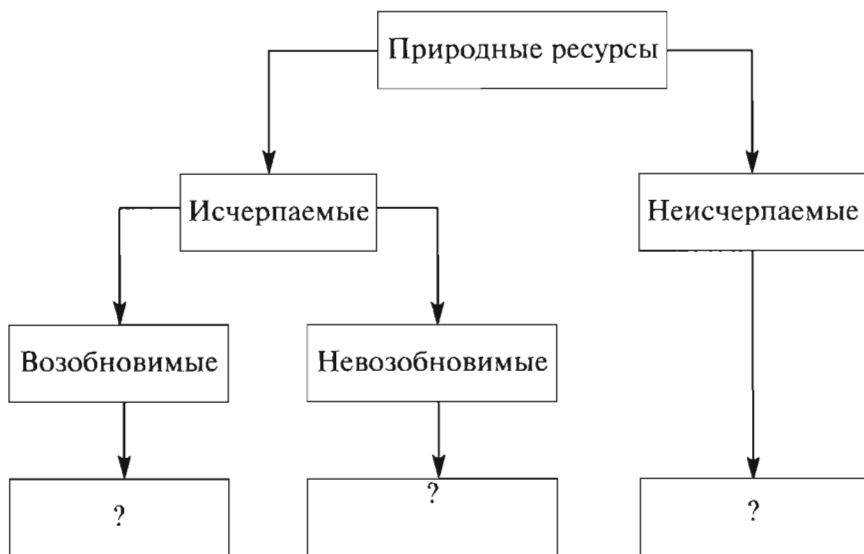 Природные ресурсы
Исчерпаемые
Неисчерпаемые
Возобновимые
Невозобновимые
?
?
?